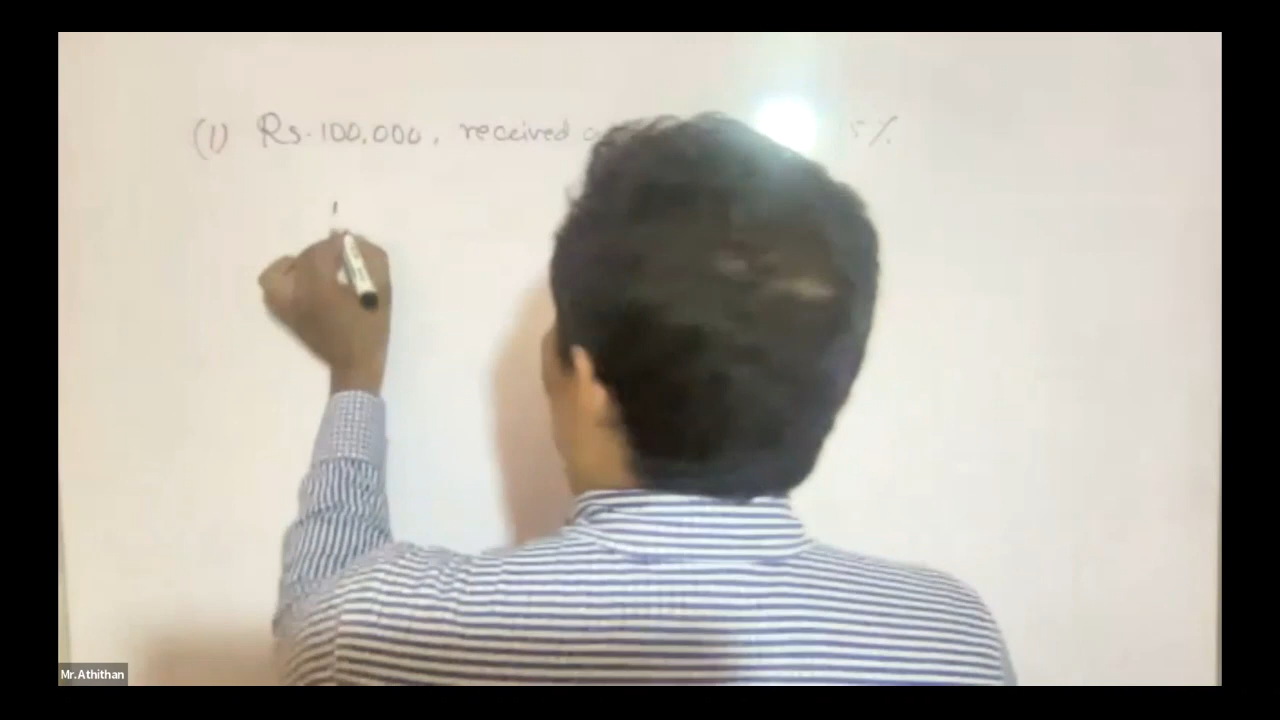 (1) Rs. 100,000, received 5%
Mr.Athithan